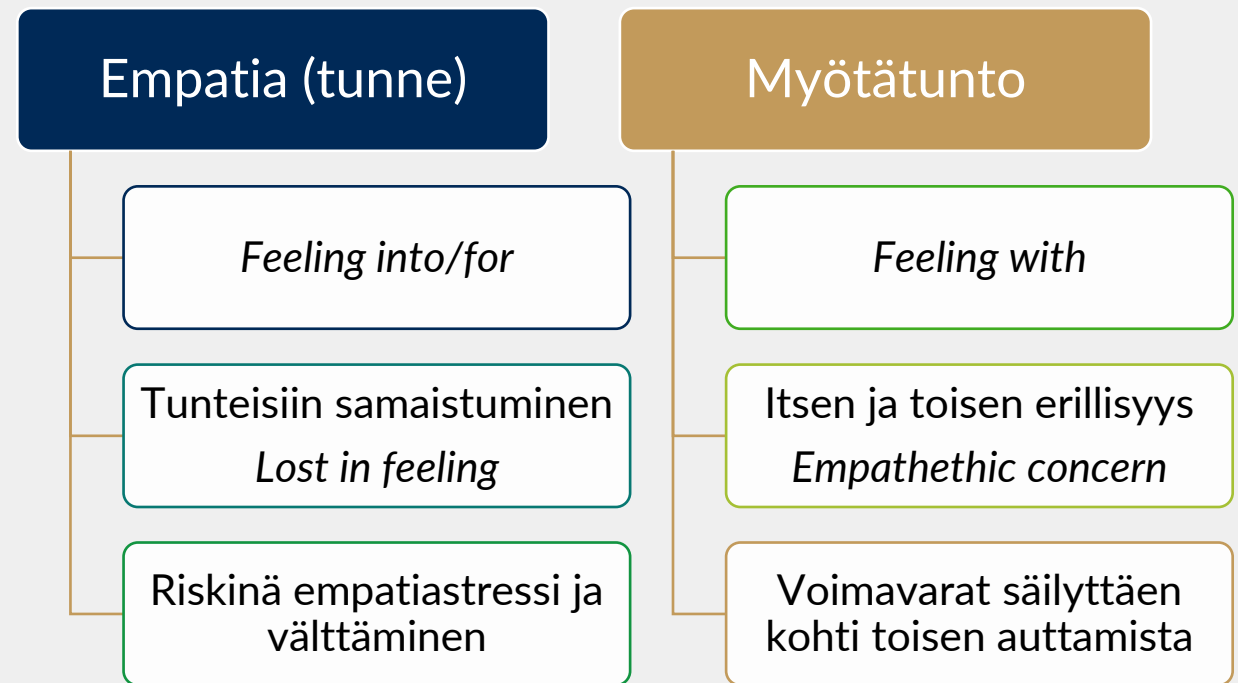 Empatia (tunne)
Feeling into/for
Tunteisiin samaistuminen
Lost in feeling
Riskinä empatiastressi ja
välttäminen
Myötätunto
Feeling with
Itsen ja toisen erillisyys
Empathethic concern
Voimavarat säilyttäen
kohti toisen auttamista